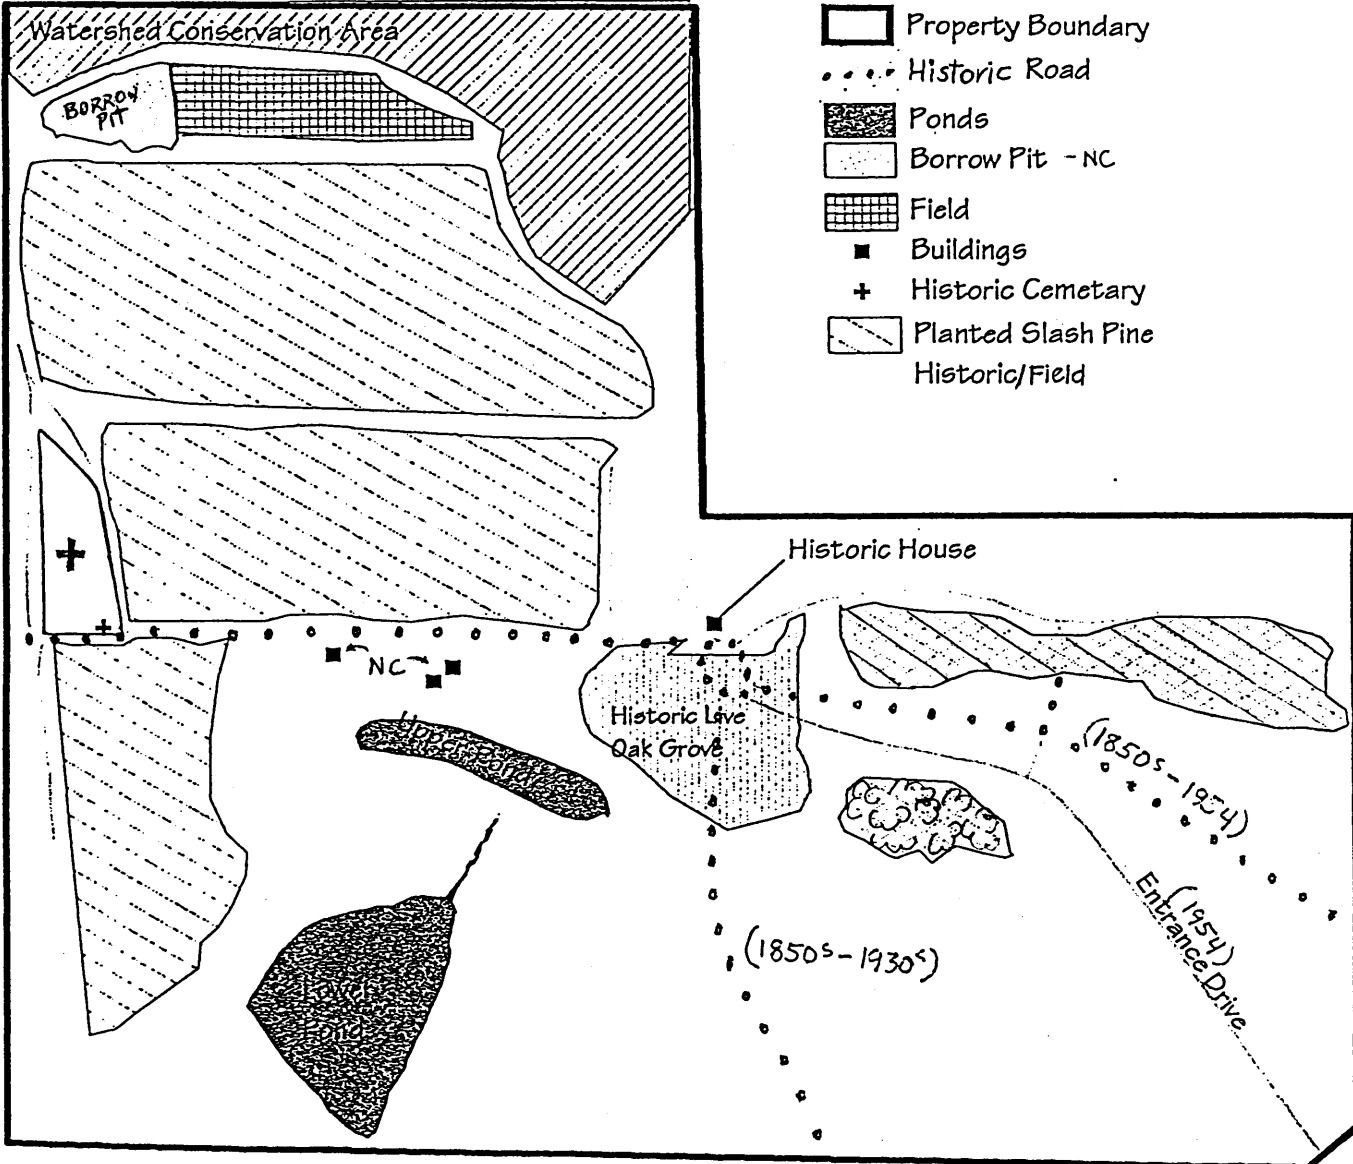 Watershed Conservation Area
BORROW
PIT
Property Boundary
Historic Road
Ponds
Borrow Pit - NC
Field
Buildings
Historic Cemetary
Planted Slash Pine
Historic/Field
Historic House
NC
Upper Pond
Historic Live
Oak Grove
(1850s-1954)
(1954)
Entrance Drive
(1850s-1930s)
Lower
Pond